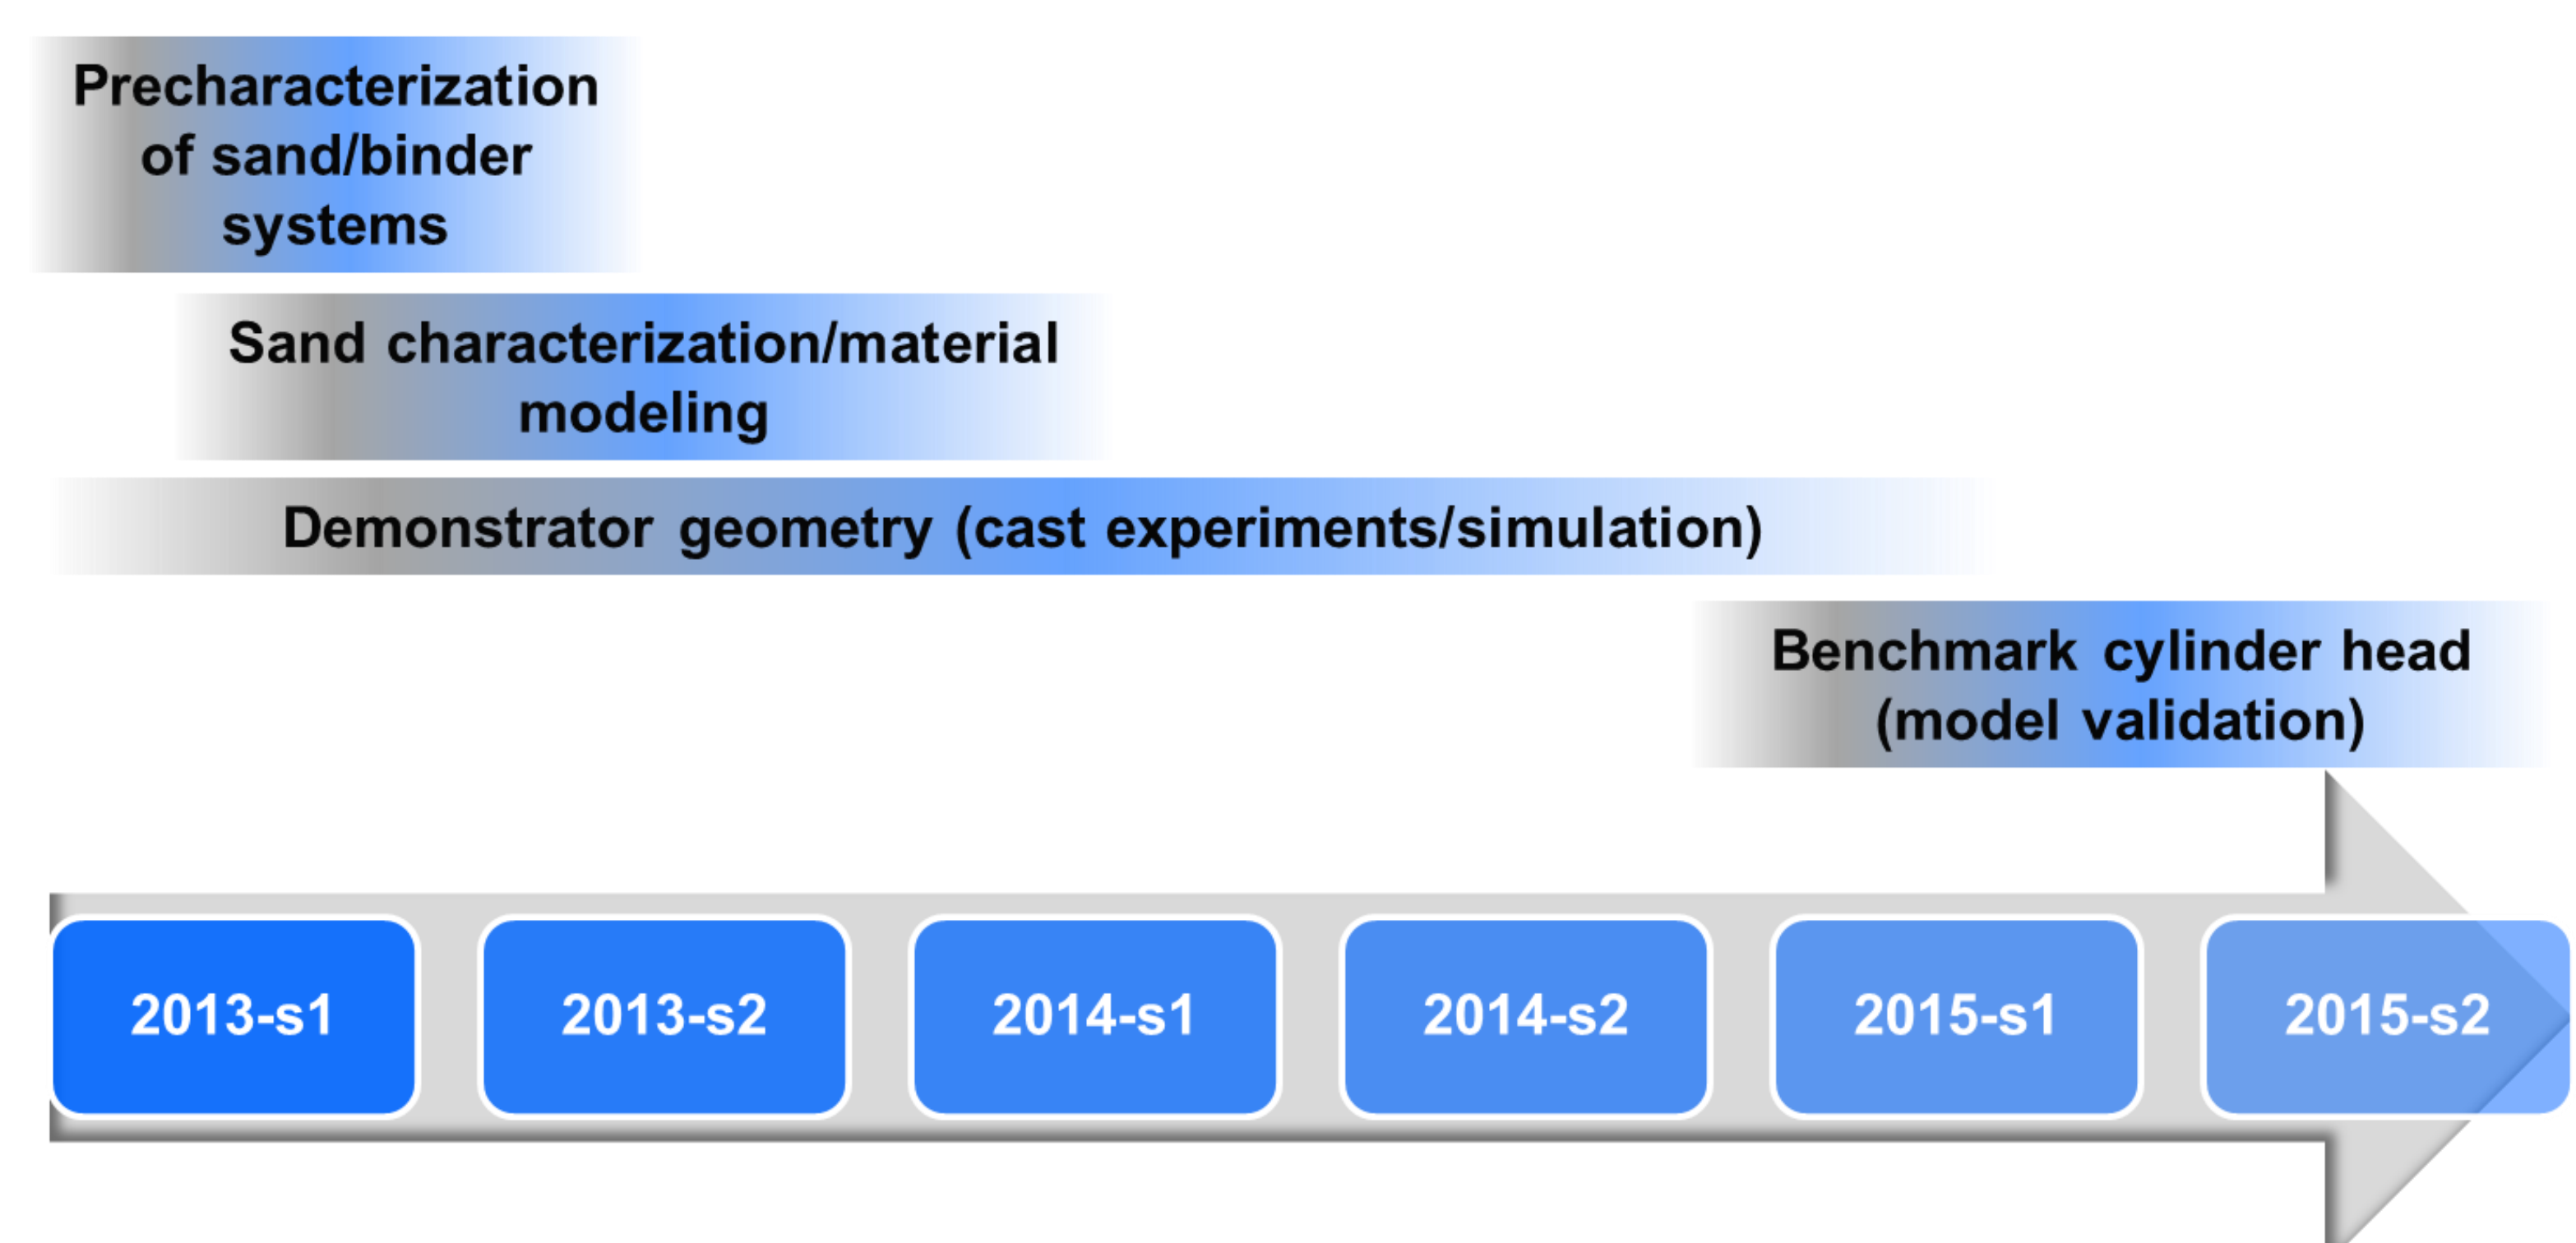 Precharacterization
of sand/binder
systems
Sand characterization/material
modeling
Demonstrator geometry (cast experiments/simulation)
Benchmark cylinder head
(model validation)
2013-s1
2013-s2
2014-s1
2014-s2
2015-s1
2015-s2